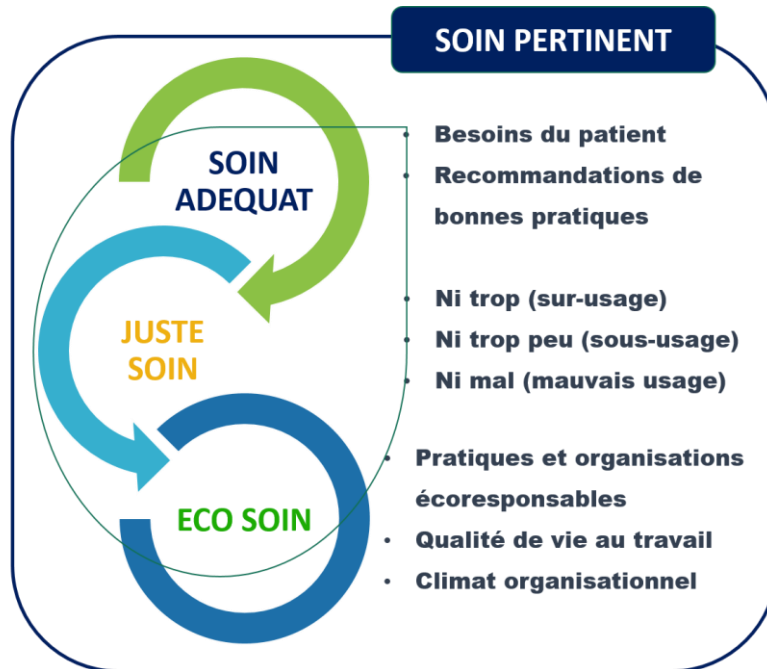 SOIN PERTINENT
SOIN
ADEQUAT
• Besoins du patient
• Recommandations de
bonnes pratiques
JUSTE
SOIN
• Ni trop (sur-usage)
• Ni trop peu (sous-usage)
• Ni mal (mauvais usage)
ECO SOIN
• Pratiques et organisations
écoresponsables
• Qualité de vie au travail
• Climat organisationnel